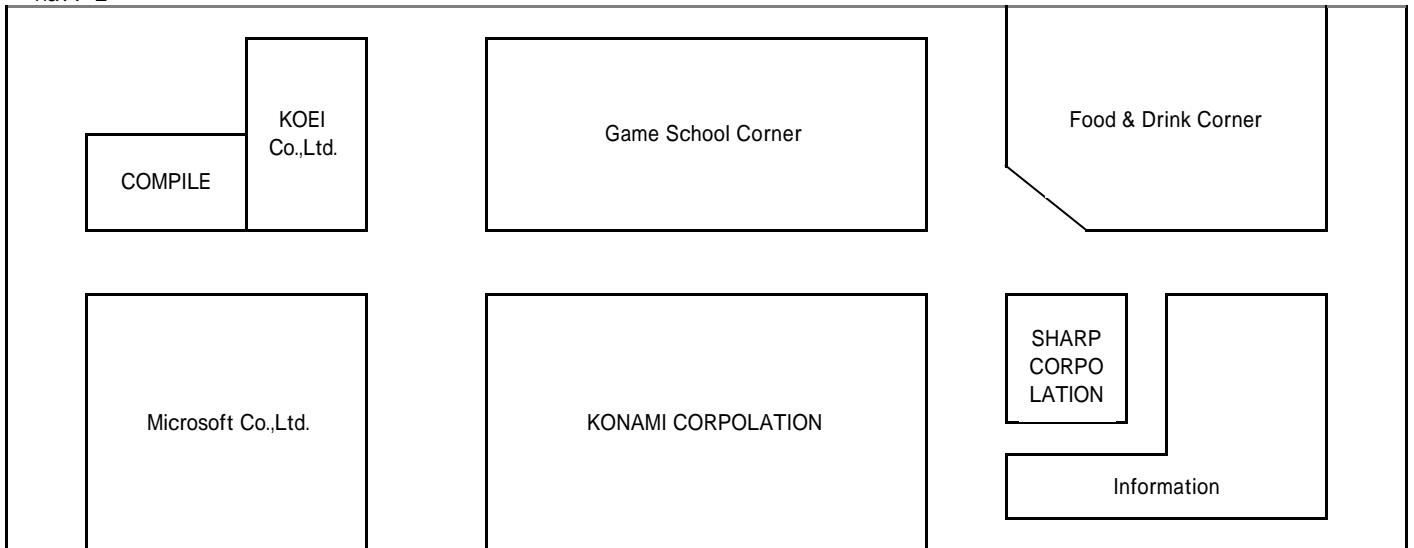 KOEI
Co.,Ltd.
COMPILE
Game School Corner
Food & Drink Corner
Microsoft Co.,Ltd.
KONAMI CORPOLATION
SHARP
CORPO
LATION
Information